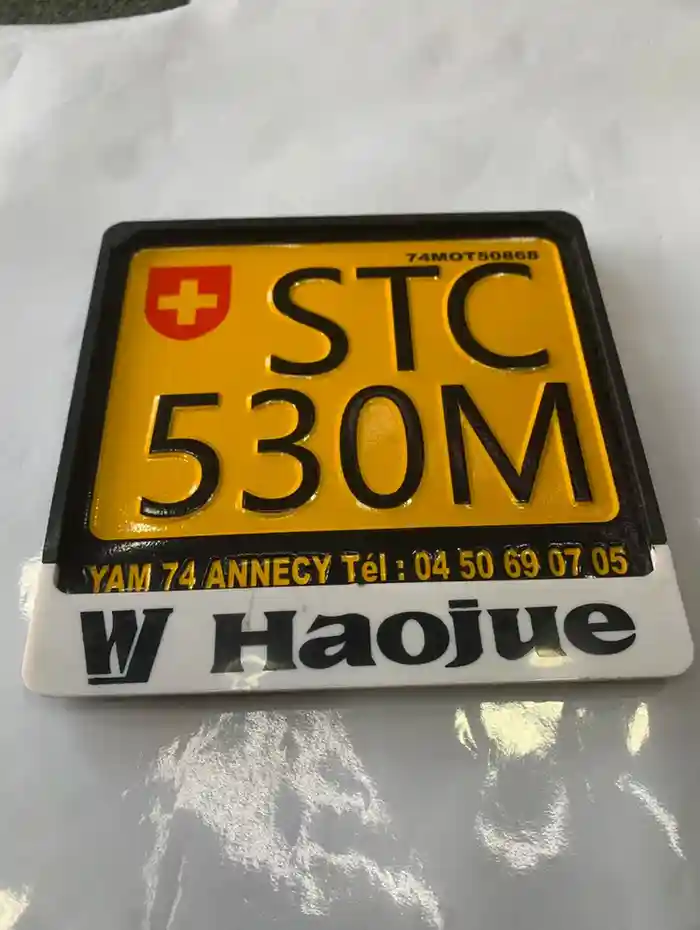 74MOT50868
STC
530M
YAM 74 ANNECY Tél : 04 50 69 07 05
Haojue